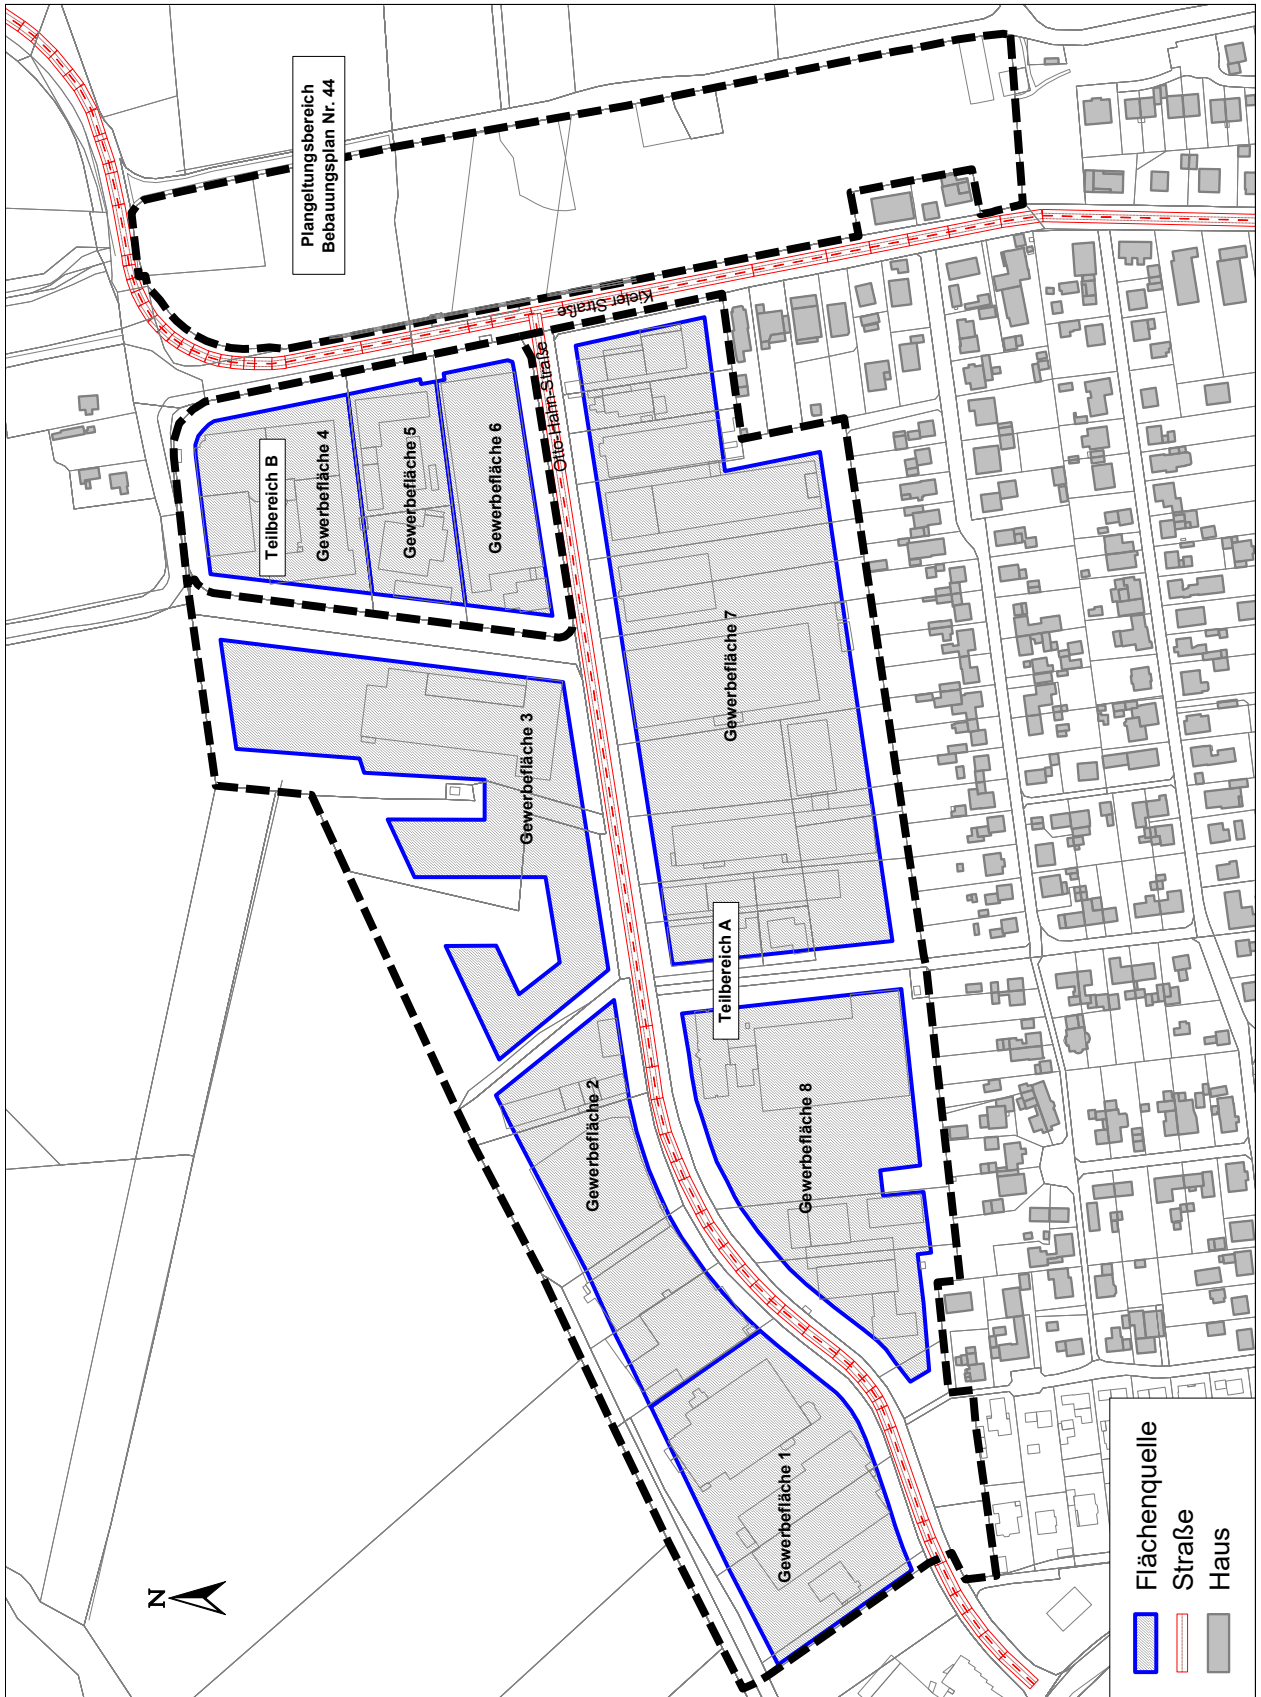 Plangeltungsbereich
Bebauungsplan Nr. 44
Teilbereich B
Gewerbefläche 4
Gewerbefläche 5
Gewerbefläche 6
Kieler Straße
Otto-Hahn-Straße
Gewerbefläche 3
Gewerbefläche 7
Teilbereich A
Gewerbefläche 2
Gewerbefläche 8
Gewerbefläche 1
N
Flächenquelle
Straße
Haus